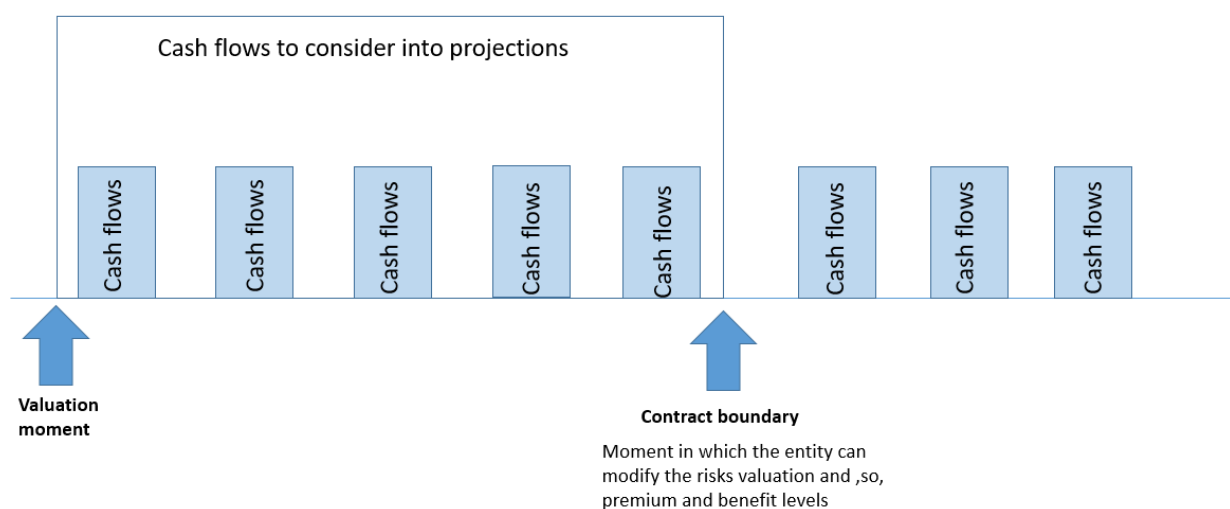 Cash flows to consider into projections
Cash flows
Cash flows
Cash flows
Cash flows
Cash flows
Cash flows
Cash flows
Cash flows
Valuation
moment
Contract boundary
Moment in which the entity can
modify the risks valuation and ,so,
premium and benefit levels